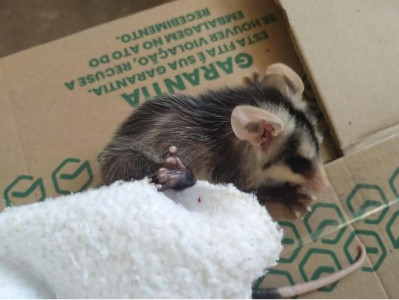 GARANTIA
ESTA FITA É SUA GARANTIA.
SE HOUVER VIOLAÇÃO, RECUSE A
EMBALAGEM NO ATO DO
RECEBIMENTO.